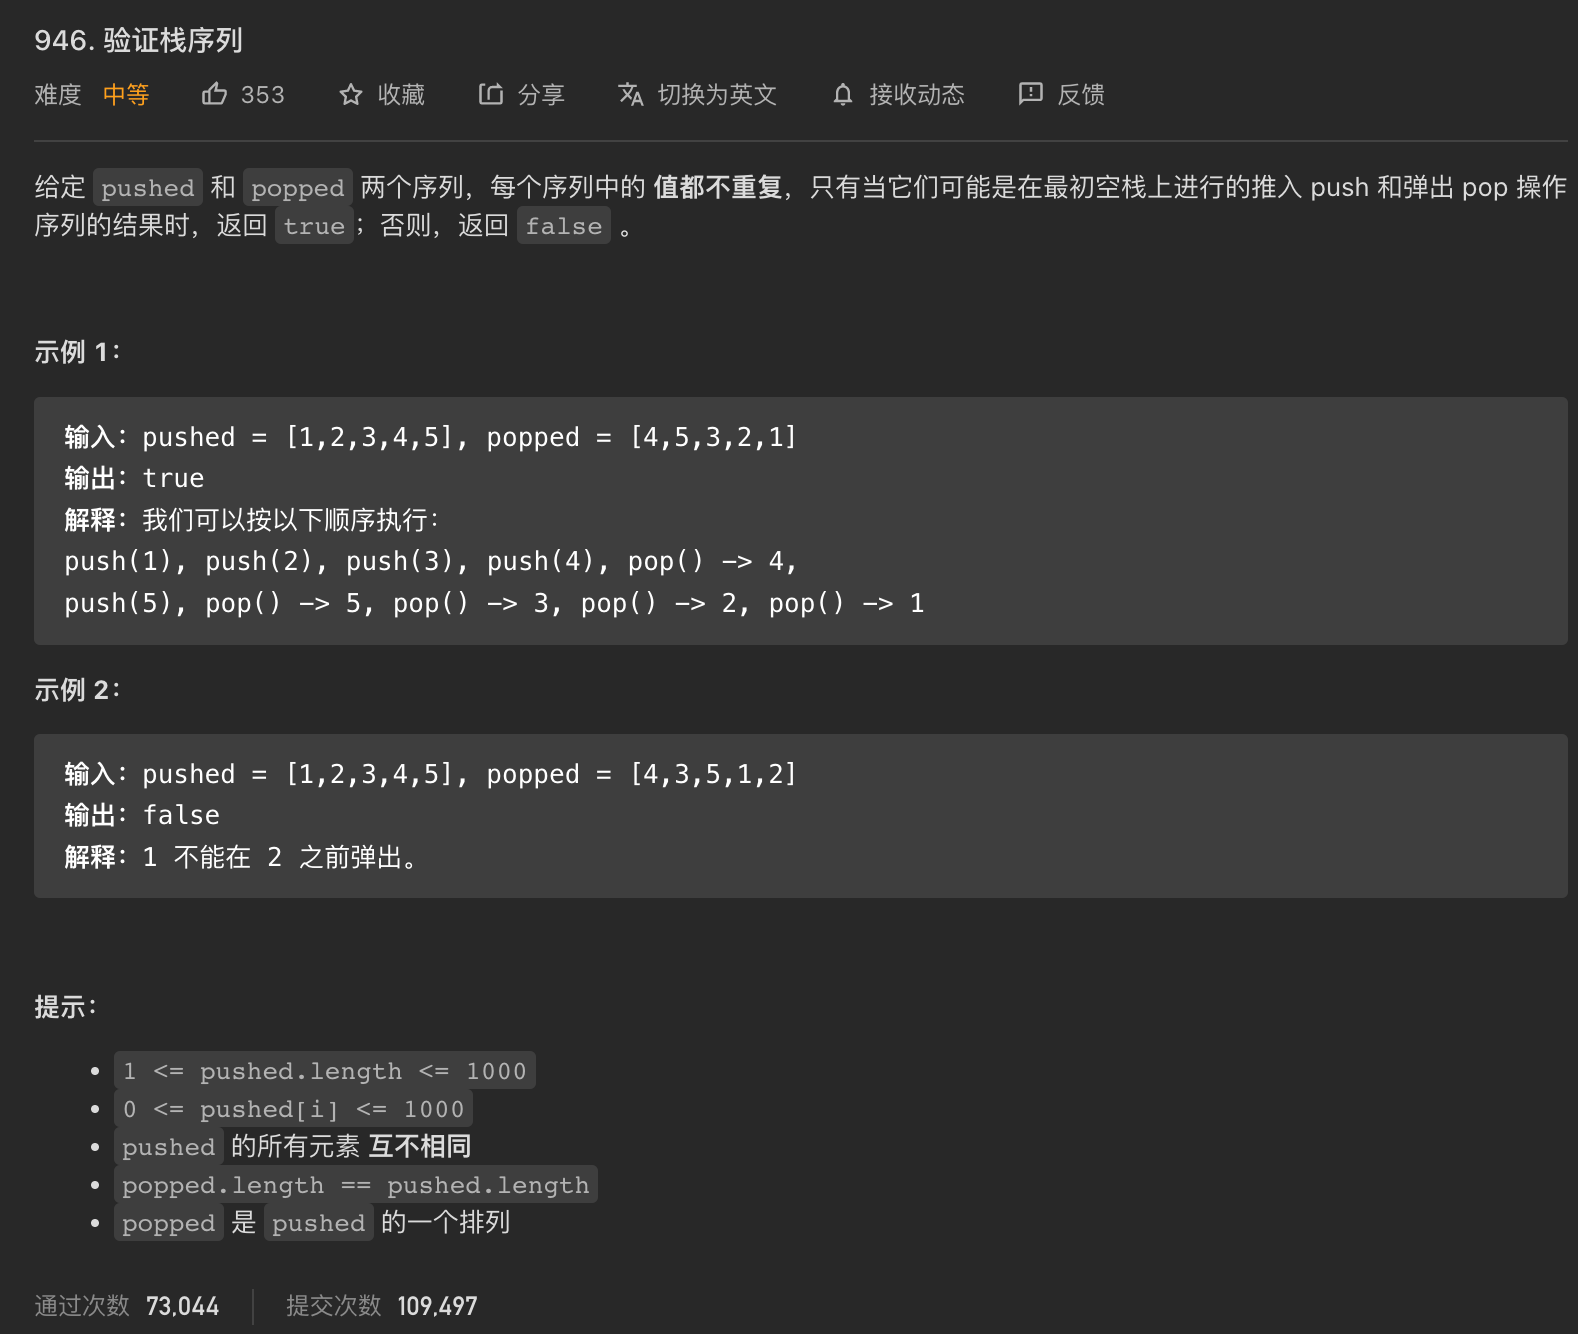 946. 验证栈序列
难度 中等 353 收藏 分享 切换为英文 接收动态 反馈
给定 pushed 和 popped 两个序列，每个序列中的 值都不重复，只有当它们可能是在最初空栈上进行的推入 push 和弹出 pop 操作
序列的结果时，返回 true；否则，返回 false 。
示例 1：
输入：pushed = [1,2,3,4,5], popped = [4,5,3,2,1]
输出：true
解释：我们可以按以下顺序执行：
push(1), push(2), push(3), push(4), pop() -> 4,
push(5), pop() -> 5, pop() -> 3, pop() -> 2, pop() -> 1
示例 2：
输入：pushed = [1,2,3,4,5], popped = [4,3,5,1,2]
输出：false
解释：1 不能在 2 之前弹出。
提示：
• 1 <= pushed.length <= 1000
• 0 <= pushed[i] <= 1000
• pushed 的所有元素 互不相同
• popped.length == pushed.length
• popped 是 pushed 的一个排列
通过次数 73,044 提交次数 109,497